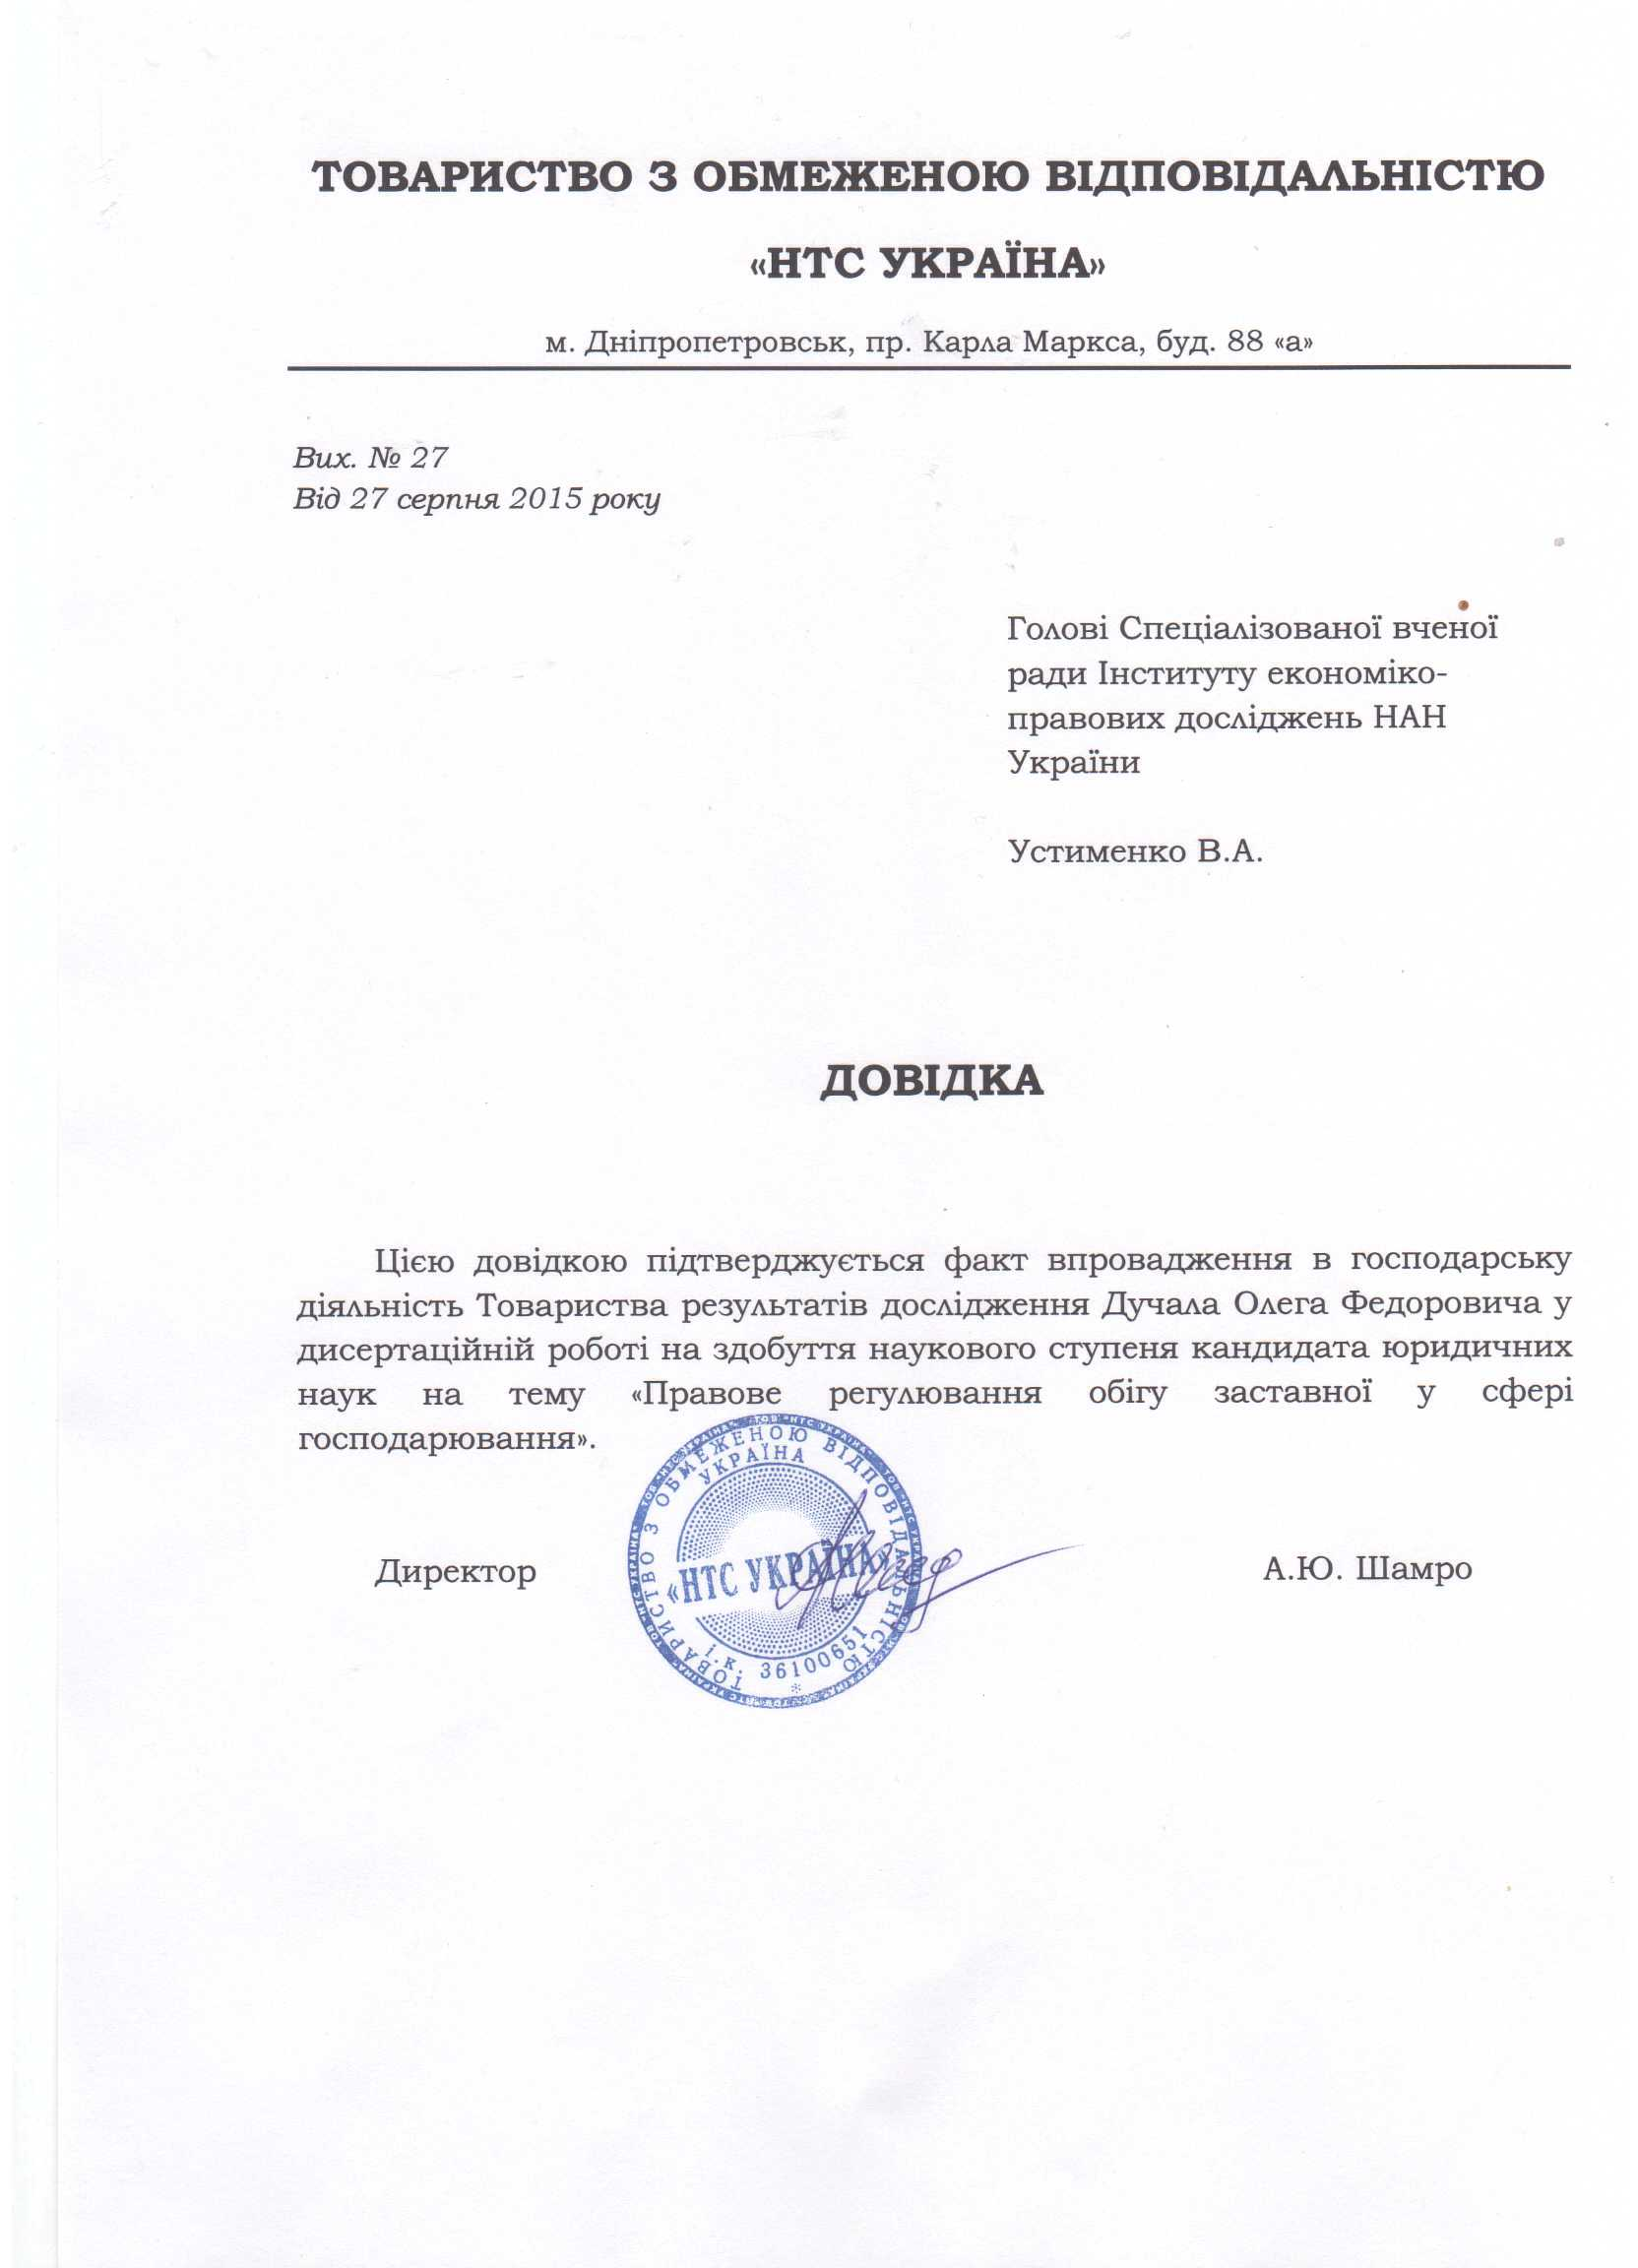 ТОВАРИСТВО З ОБМЕЖЕНОЮ ВІДПОВІДАЛЬНІСТЮ
«НТС УКРАЇНА»
м. Дніпропетровськ, пр. Карла Маркса, буд. 88 «а»
Вих. № 27
Від 27 серпня 2015 року
Голові Спеціалізованої вченої
ради Інституту економіко-
правових досліджень НАН
України
Устименко В.А.
ДОВІДКА
Цією довідкою підтверджується факт впровадження в господарську
діяльність Товариства результатів дослідження Дучала Олега Федоровича у
дисертаційній роботі на здобуття наукового ступеня кандидата юридичних
наук на тему «Правове регулювання обігу заставної у сфері
господарювання».
Директор
А.Ю. Шамро
ТОВАРИСТВО З ОБМЕЖЕНОЮ ВІДПОВІДАЛЬНІСТЮ
УКРАЇНА
«НТС УКРАЇНА»
і.к. 36100651